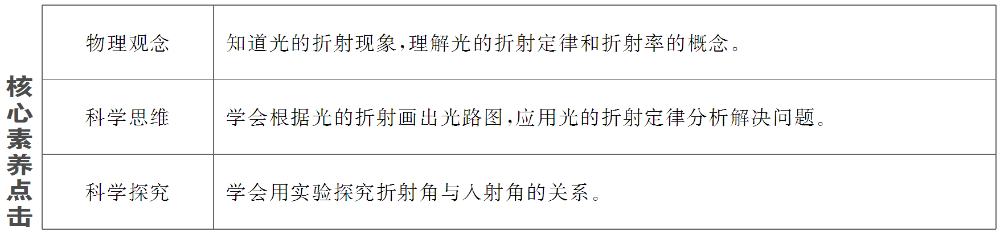 核心素养点击
物理观念
知道光的折射现象,理解光的折射定律和折射率的概念。
科学思维
学会根据光的折射画出光路图,应用光的折射定律分析解决问题。
科学探究
学会用实验探究折射角与入射角的关系。